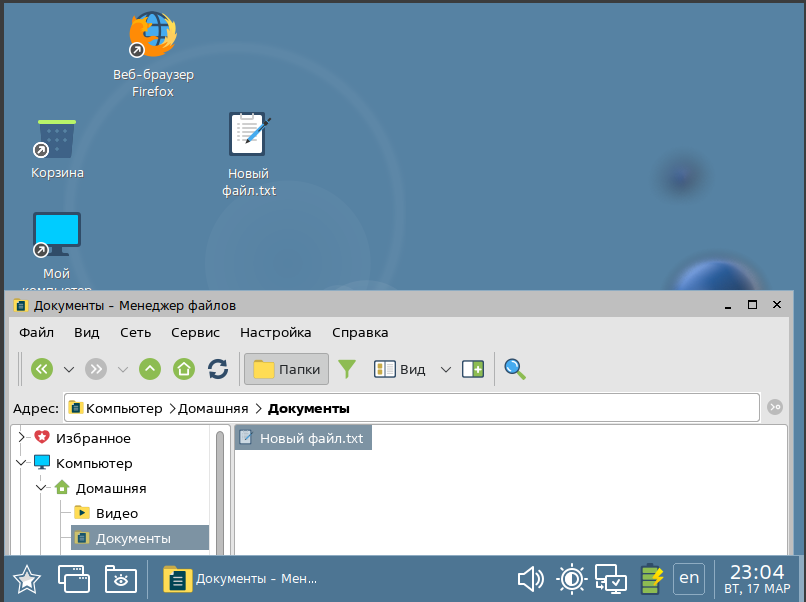 Веб-браузер
Firefox
Корзина
Новый
файл.txt
Мой
компьютер
Документы - Менеджер файлов
Файл Вид Сеть Сервис Настройка Справка
Папки Вид
Адрес: Компьютер Домашняя Документы
Избранное
Новый файл.txt
Компьютер
Домашняя
Видео
Документы
Документы - Мен...
en
23:04
ВТ, 17 МАР